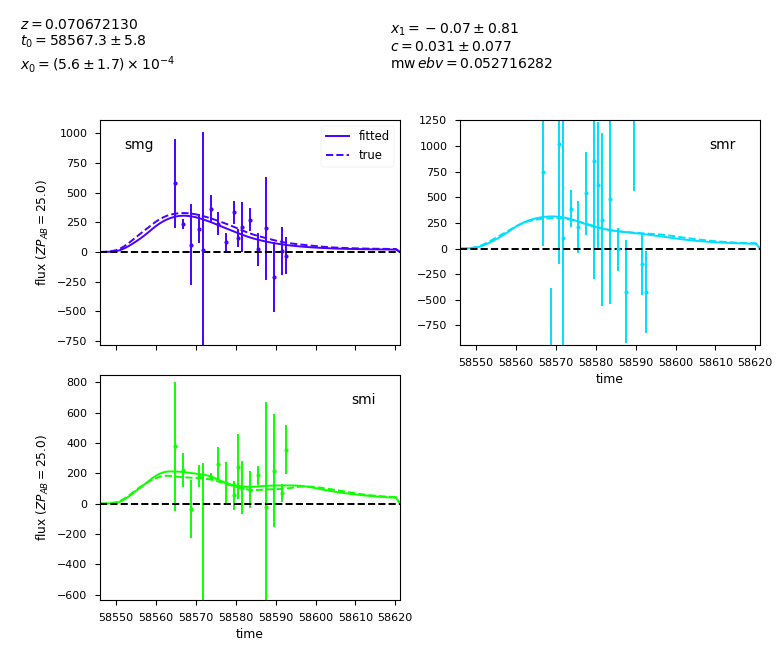 z = 0.070672130
t₀ = 58567.3 ± 5.8
x₀ = (5.6 ± 1.7) × 10⁻⁴
x₁ = −0.07 ± 0.81
c = 0.031 ± 0.077
mw ebv = 0.052716282
smg
fitted
true
1000
750
500
250
0
−250
−500
−750
flux (ZP_AB = 25.0)
smr
1250
1000
750
500
250
0
−250
−500
−750
58550 58560 58570 58580 58590 58600 58610 58620
time
smi
800
600
400
200
0
−200
−400
−600
flux (ZP_AB = 25.0)
58550 58560 58570 58580 58590 58600 58610 58620
time